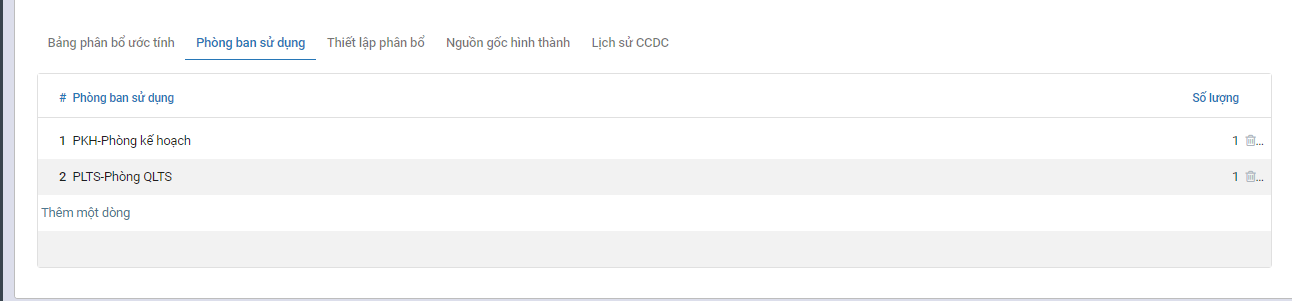 Bảng phân bổ ước tính Phòng ban sử dụng Thiết lập phân bổ Nguồn gốc hình thành Lịch sử CCDC
# Phòng ban sử dụng Số lượng
1 PKH-Phòng kế hoạch 1 ...
2 PLTS-Phòng QLTS 1 ...
Thêm một dòng